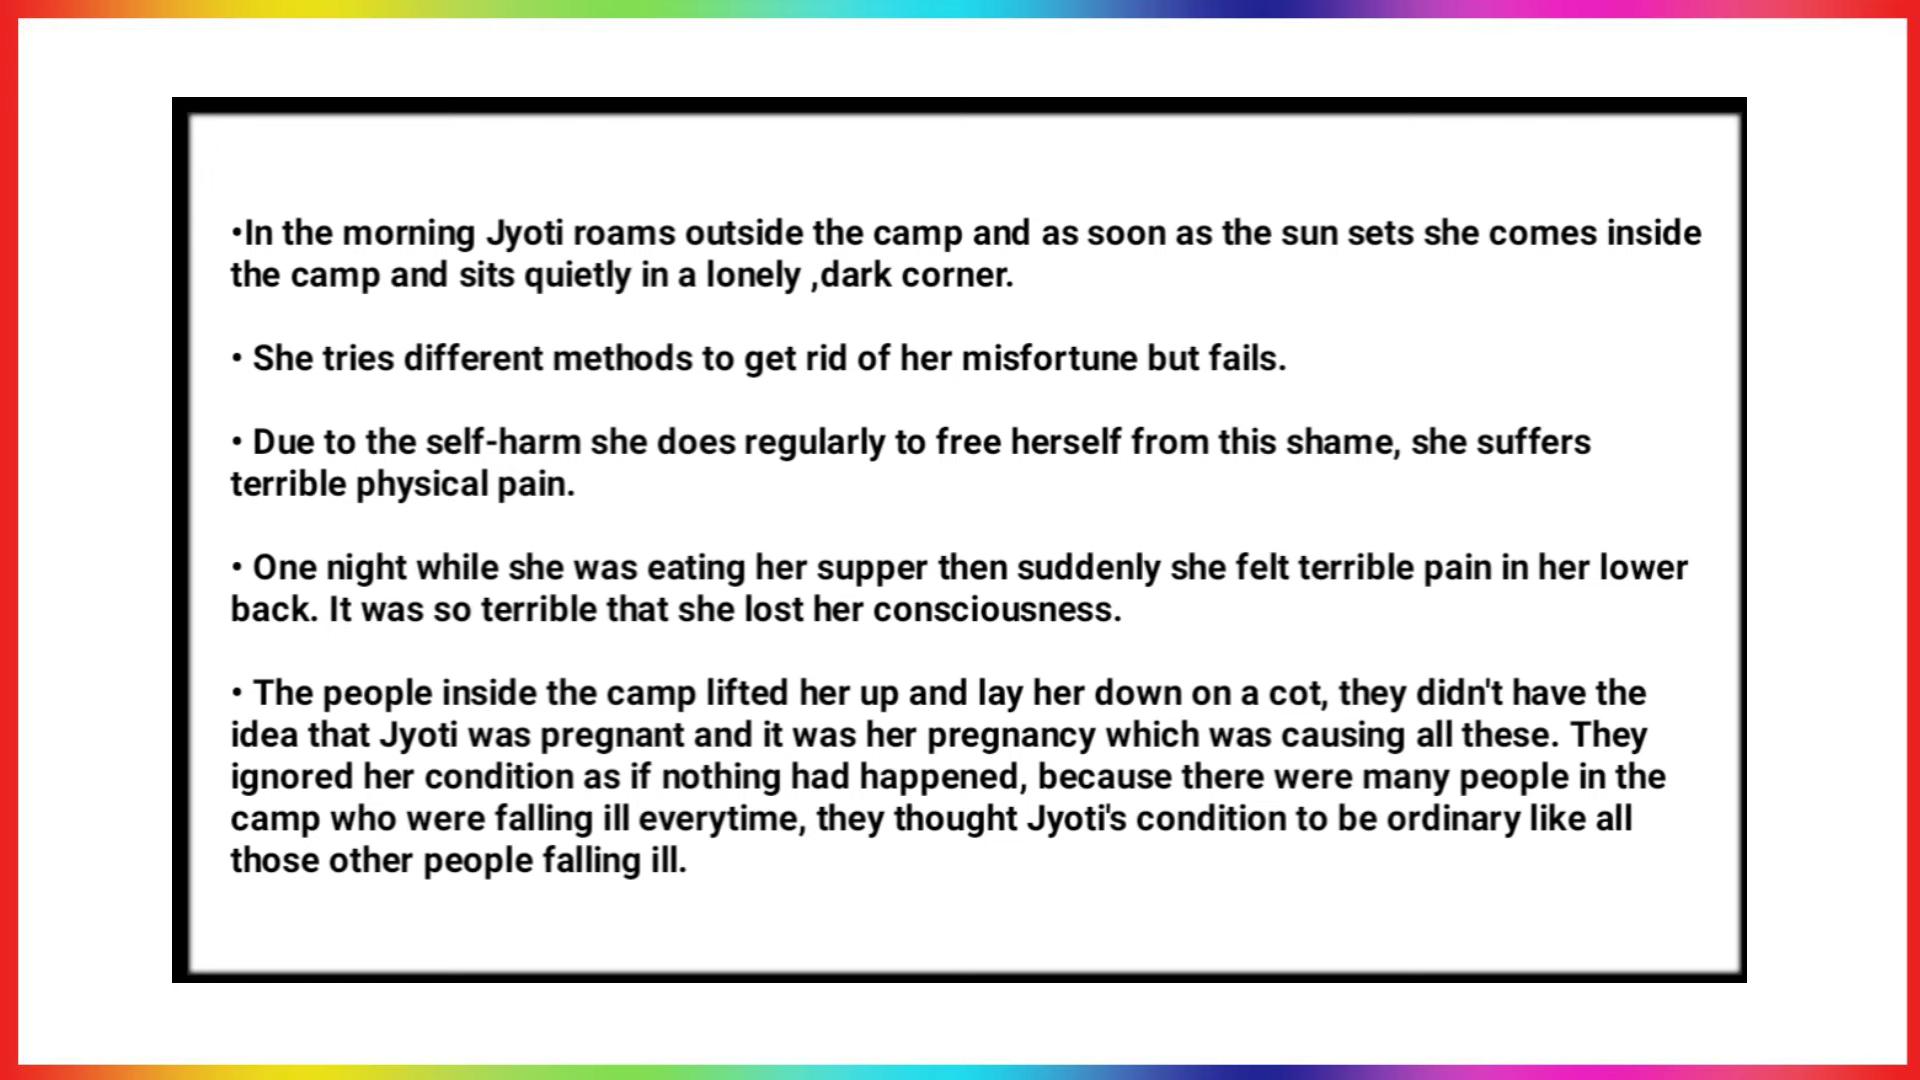 •In the morning Jyoti roams outside the camp and as soon as the sun sets she comes inside
the camp and sits quietly in a lonely ,dark corner.
• She tries different methods to get rid of her misfortune but fails.
• Due to the self-harm she does regularly to free herself from this shame, she suffers
terrible physical pain.
• One night while she was eating her supper then suddenly she felt terrible pain in her lower
back. It was so terrible that she lost her consciousness.
• The people inside the camp lifted her up and lay her down on a cot, they didn't have the
idea that Jyoti was pregnant and it was her pregnancy which was causing all these. They
ignored her condition as if nothing had happened, because there were many people in the
camp who were falling ill everytime, they thought Jyoti's condition to be ordinary like all
those other people falling ill.